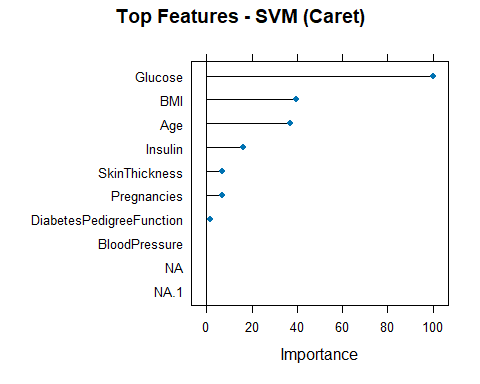 Top Features - SVM (Caret)
Glucose
BMI
Age
Insulin
SkinThickness
Pregnancies
DiabetesPedigreeFunction
BloodPressure
NA
NA.1
0 20 40 60 80 100
Importance